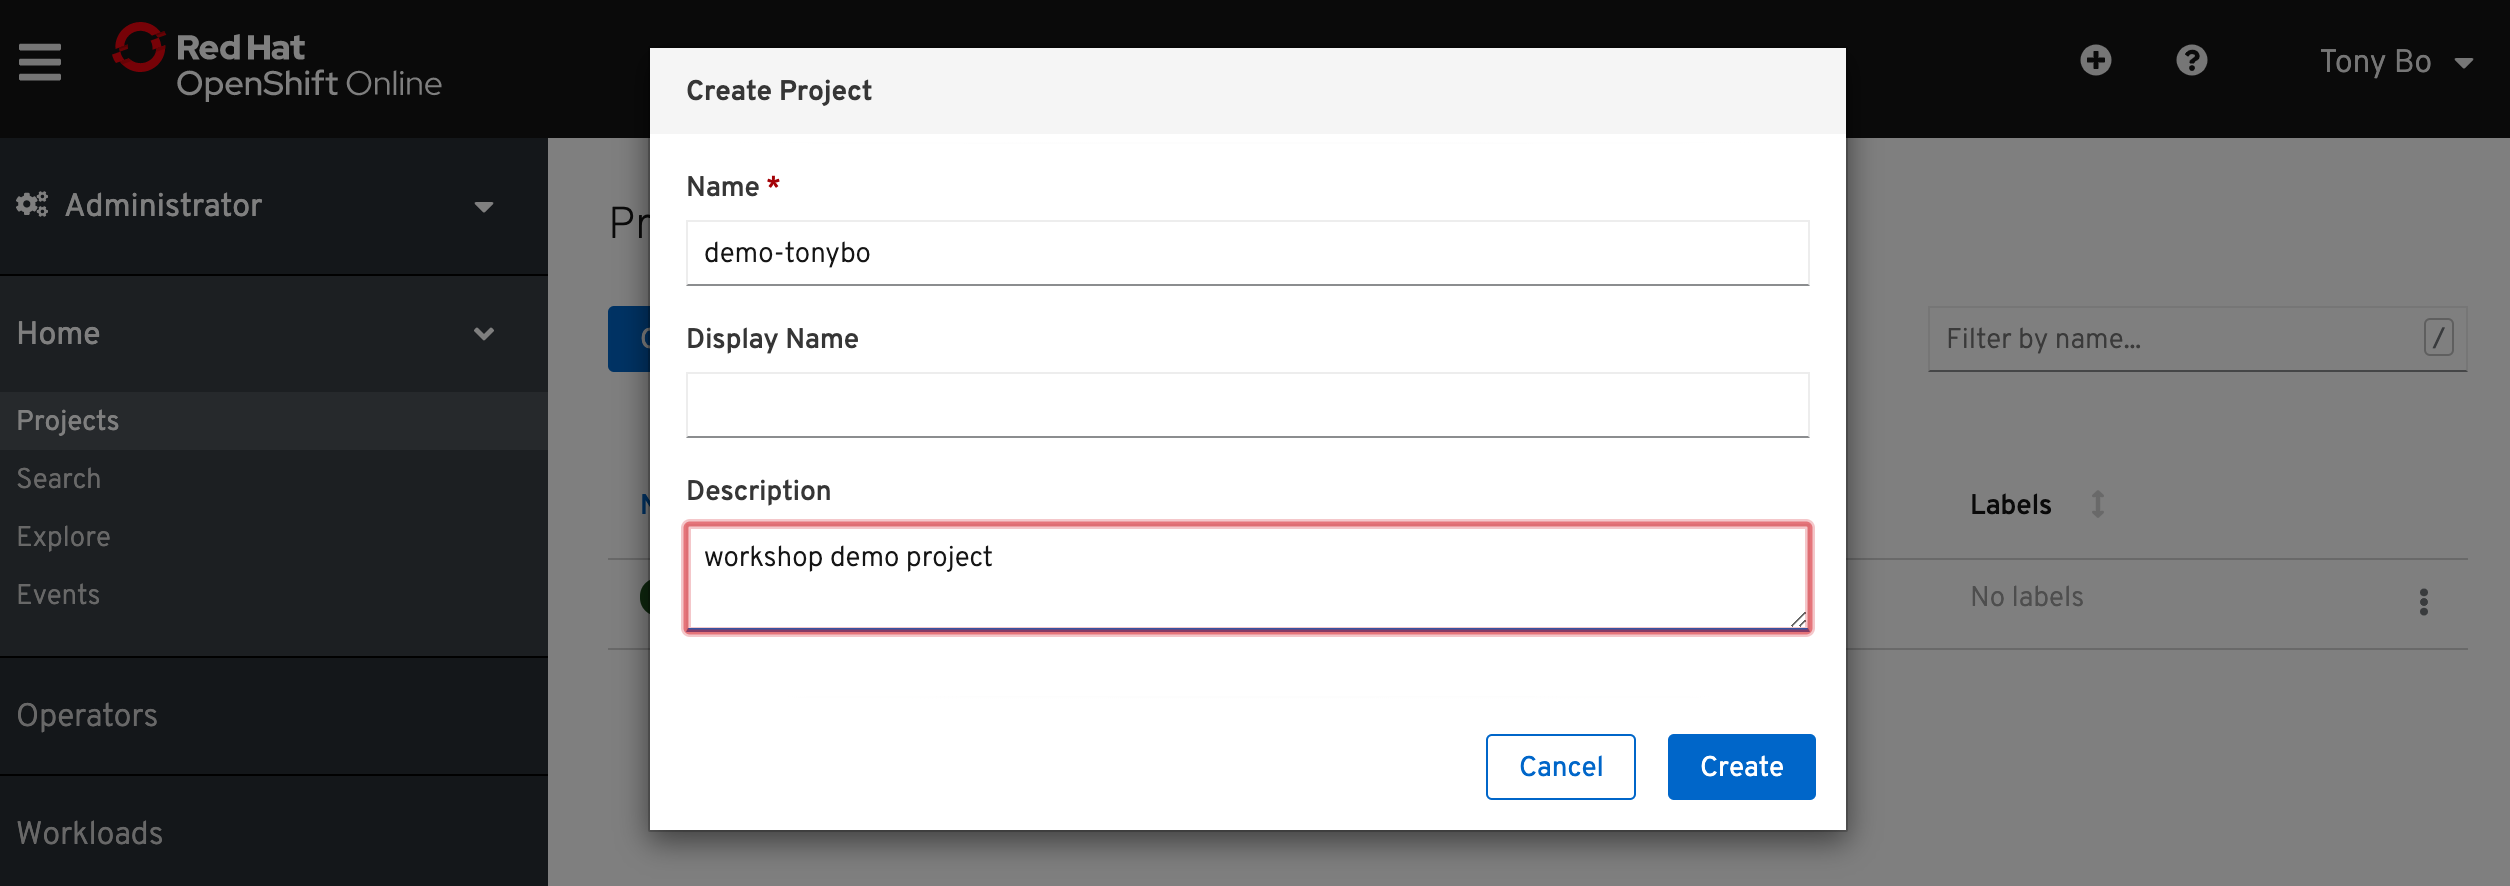 Red Hat
OpenShift Online
Tony Bo
Administrator
Home
Projects
Search
Explore
Events
Operators
Workloads
Create Project
Name *
demo-tonybo
Display Name
Description
workshop demo project
Cancel
Create
Filter by name...
/
Labels
No labels